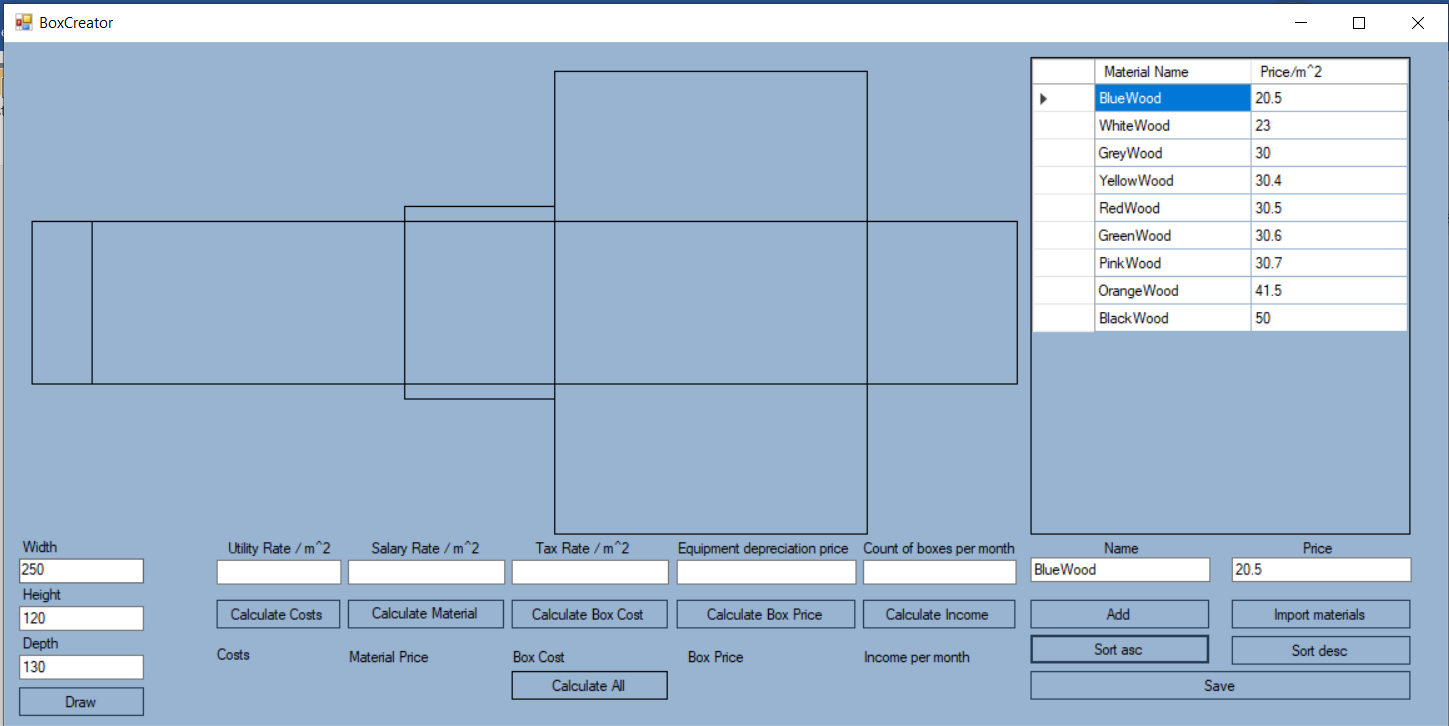 BoxCreator
Material Name Price/m^2
BlueWood 20.5
WhiteWood 23
GreyWood 30
YellowWood 30.4
RedWood 30.5
GreenWood 30.6
PinkWood 30.7
OrangeWood 41.5
BlackWood 50
Width
250
Height
120
Depth
130
Draw
Utility Rate / m^2 Salary Rate / m^2 Tax Rate / m^2 Equipment depreciation price Count of boxes per month
Calculate Costs Calculate Material Calculate Box Cost Calculate Box Price Calculate Income
Costs Material Price Box Cost Box Price Income per month
Calculate All
Name Price
BlueWood 20.5
Add Import materials
Sort asc Sort desc
Save